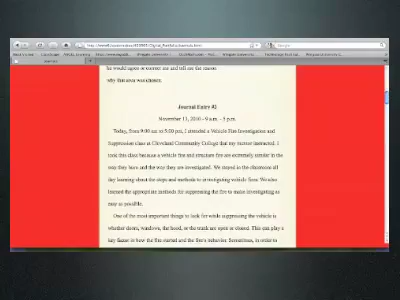 he would agree or correct me and tell me the reason
why that area was chosen.
Journal Entry #2
November 13, 2010 - 9 a.m. - 5 p.m.
Today, from 9:00 am to 5:00 pm, I attended a Vehicle Fire Investigation and
Suppression class at Cleveland Community College that my mentor instructed. I
took this class because a vehicle fire and structure fire are extremely similar in the
way they burn and the way they are investigated. We stayed in the classroom all
day learning about the steps and methods to investigating vehicle fires. We also
learned the appropriate methods for suppressing the fire to make investigating as
easy as possible.
One of the most important things to look for while suppressing the vehicle is
whether doors, windows, the hood, or the trunk are open or closed. This can play a
key factor in how the fire started and the fire's behavior. Sometimes, in order to